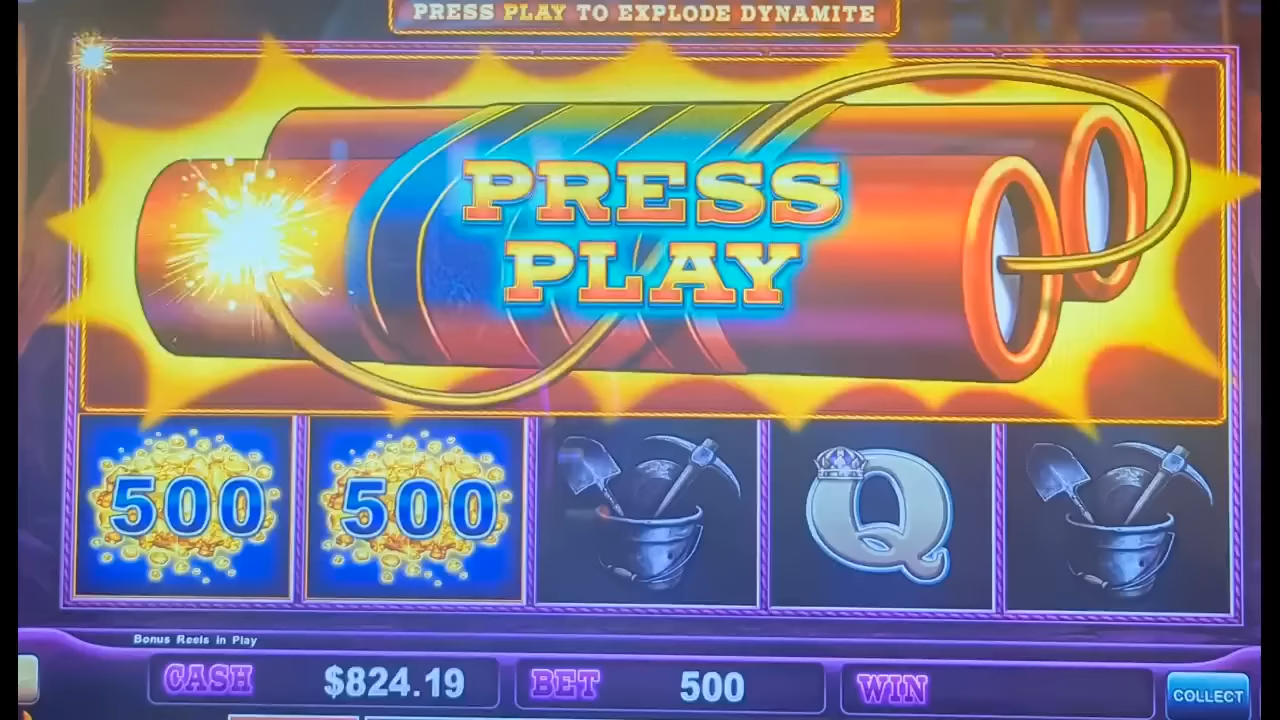 PRESS PLAY TO EXPLODE DYNAMITE
PRESS
PLAY
500 500 Q
Bonus Reels in Play
CASH $824.19 BET 500 WIN COLLECT